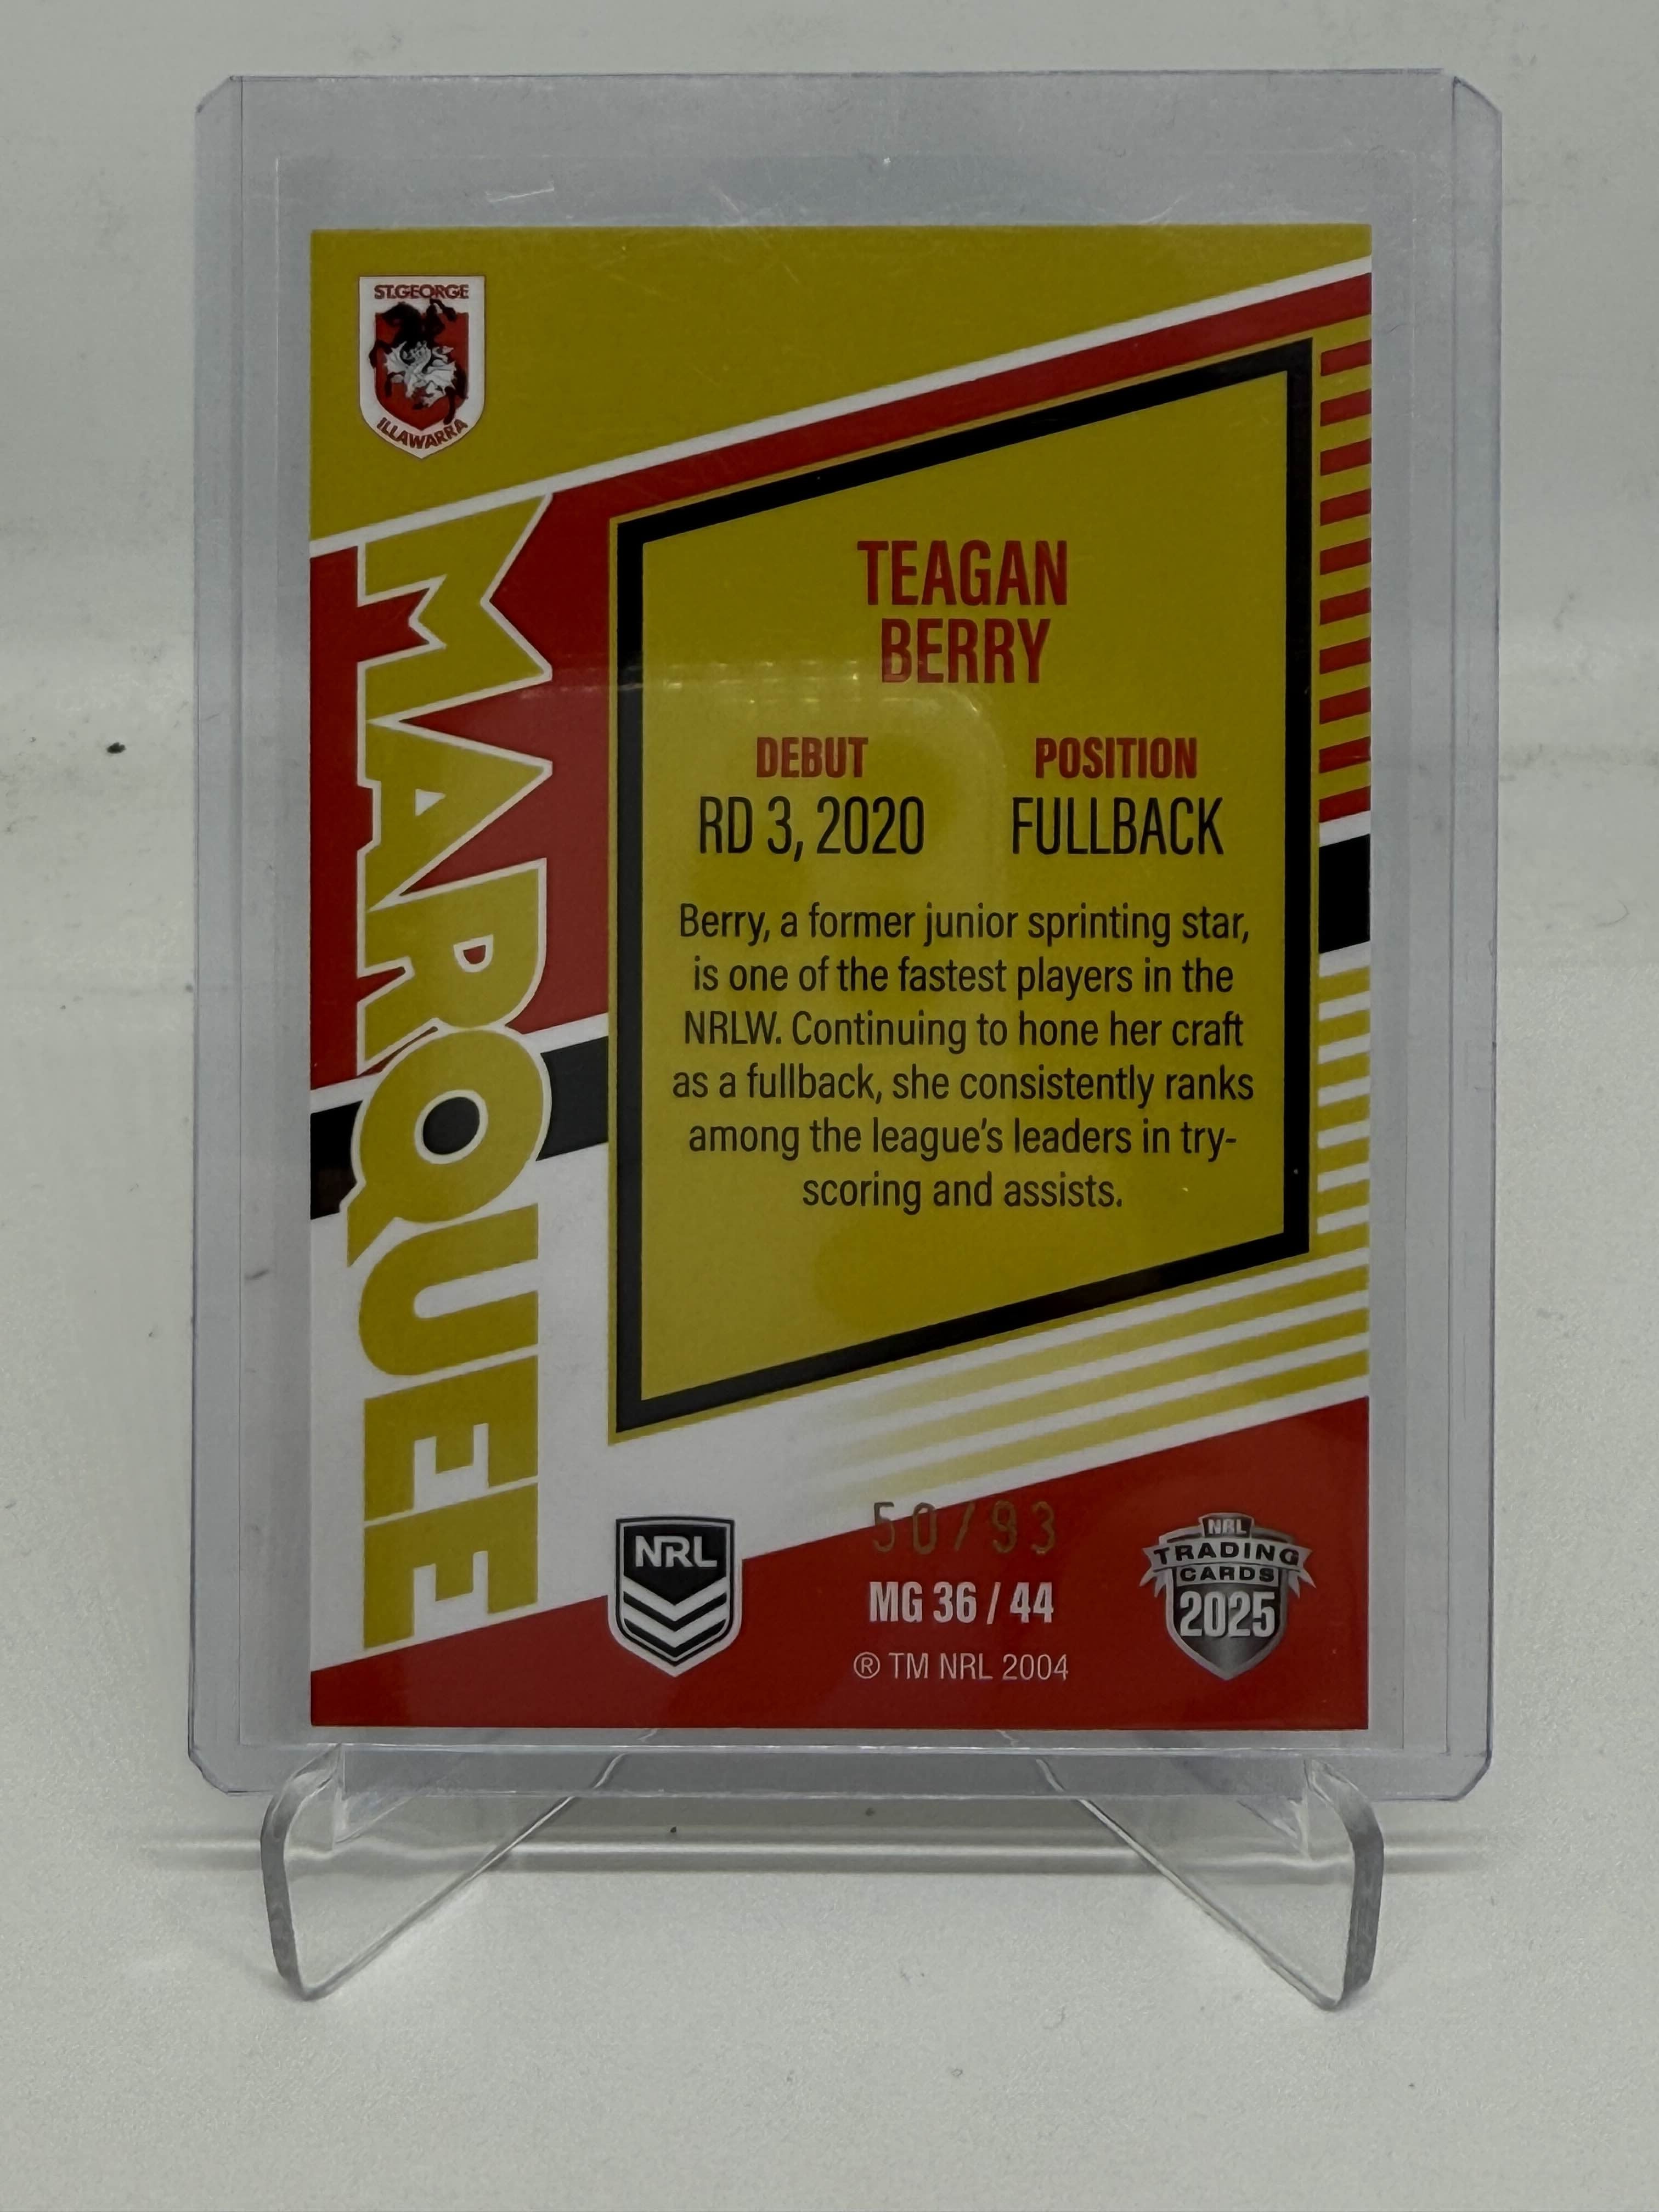 ST.GEORGE
ILLAWARRA
MARQUEE
TEAGAN
BERRY
DEBUT
RD 3, 2020
POSITION
FULLBACK
Berry, a former junior sprinting star,
is one of the fastest players in the
NRLW. Continuing to hone her craft
as a fullback, she consistently ranks
among the league's leaders in try-
scoring and assists.
50/93
NRL
MG 36 / 44
® TM NRL 2004
NRL
TRADING
CARDS
2025